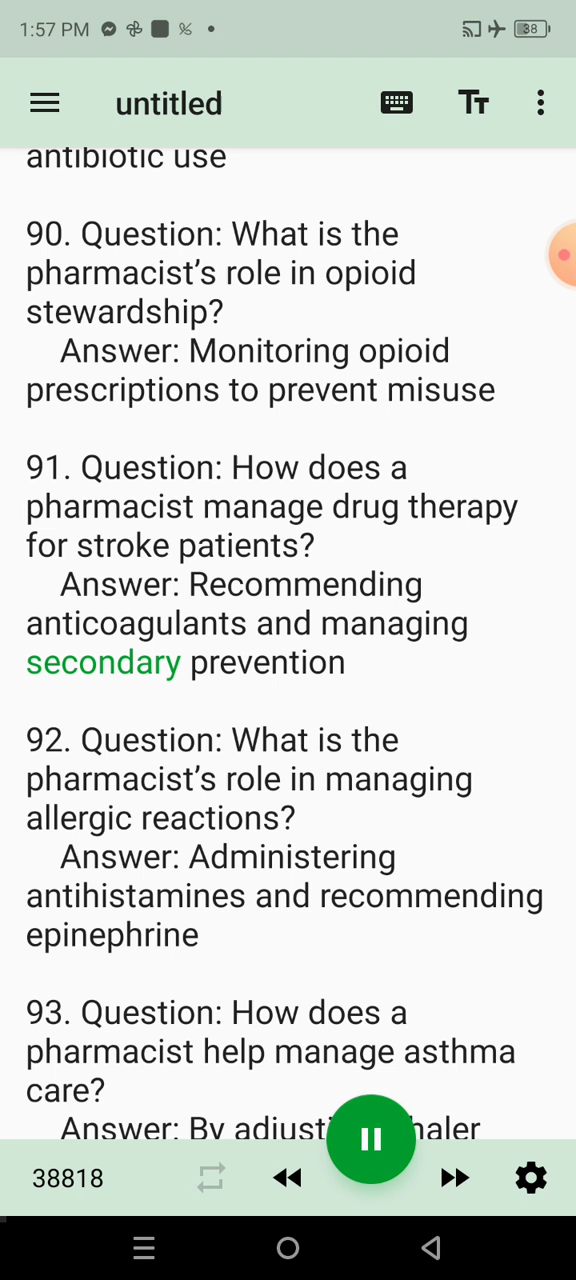 1:57 PM
38
untitled
antibiotic use
90. Question: What is the
pharmacist's role in opioid
stewardship?
Answer: Monitoring opioid
prescriptions to prevent misuse
91. Question: How does a
pharmacist manage drug therapy
for stroke patients?
Answer: Recommending
anticoagulants and managing
secondary prevention
92. Question: What is the
pharmacist's role in managing
allergic reactions?
Answer: Administering
antihistamines and recommending
epinephrine
93. Question: How does a
pharmacist help manage asthma
care?
Answer: By
38818